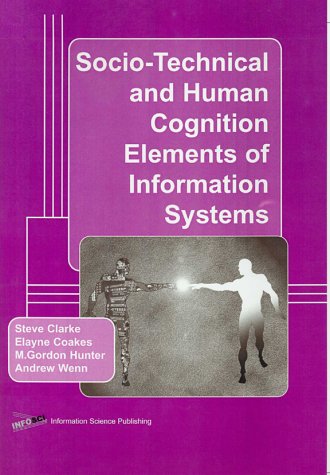 Socio-Technical
and Human
Cognition
Elements of
Information
Systems
Steve Clarke
Elayne Coakes
M.Gordon Hunter
Andrew Wenn
INFOSCI
Information Science Publishing